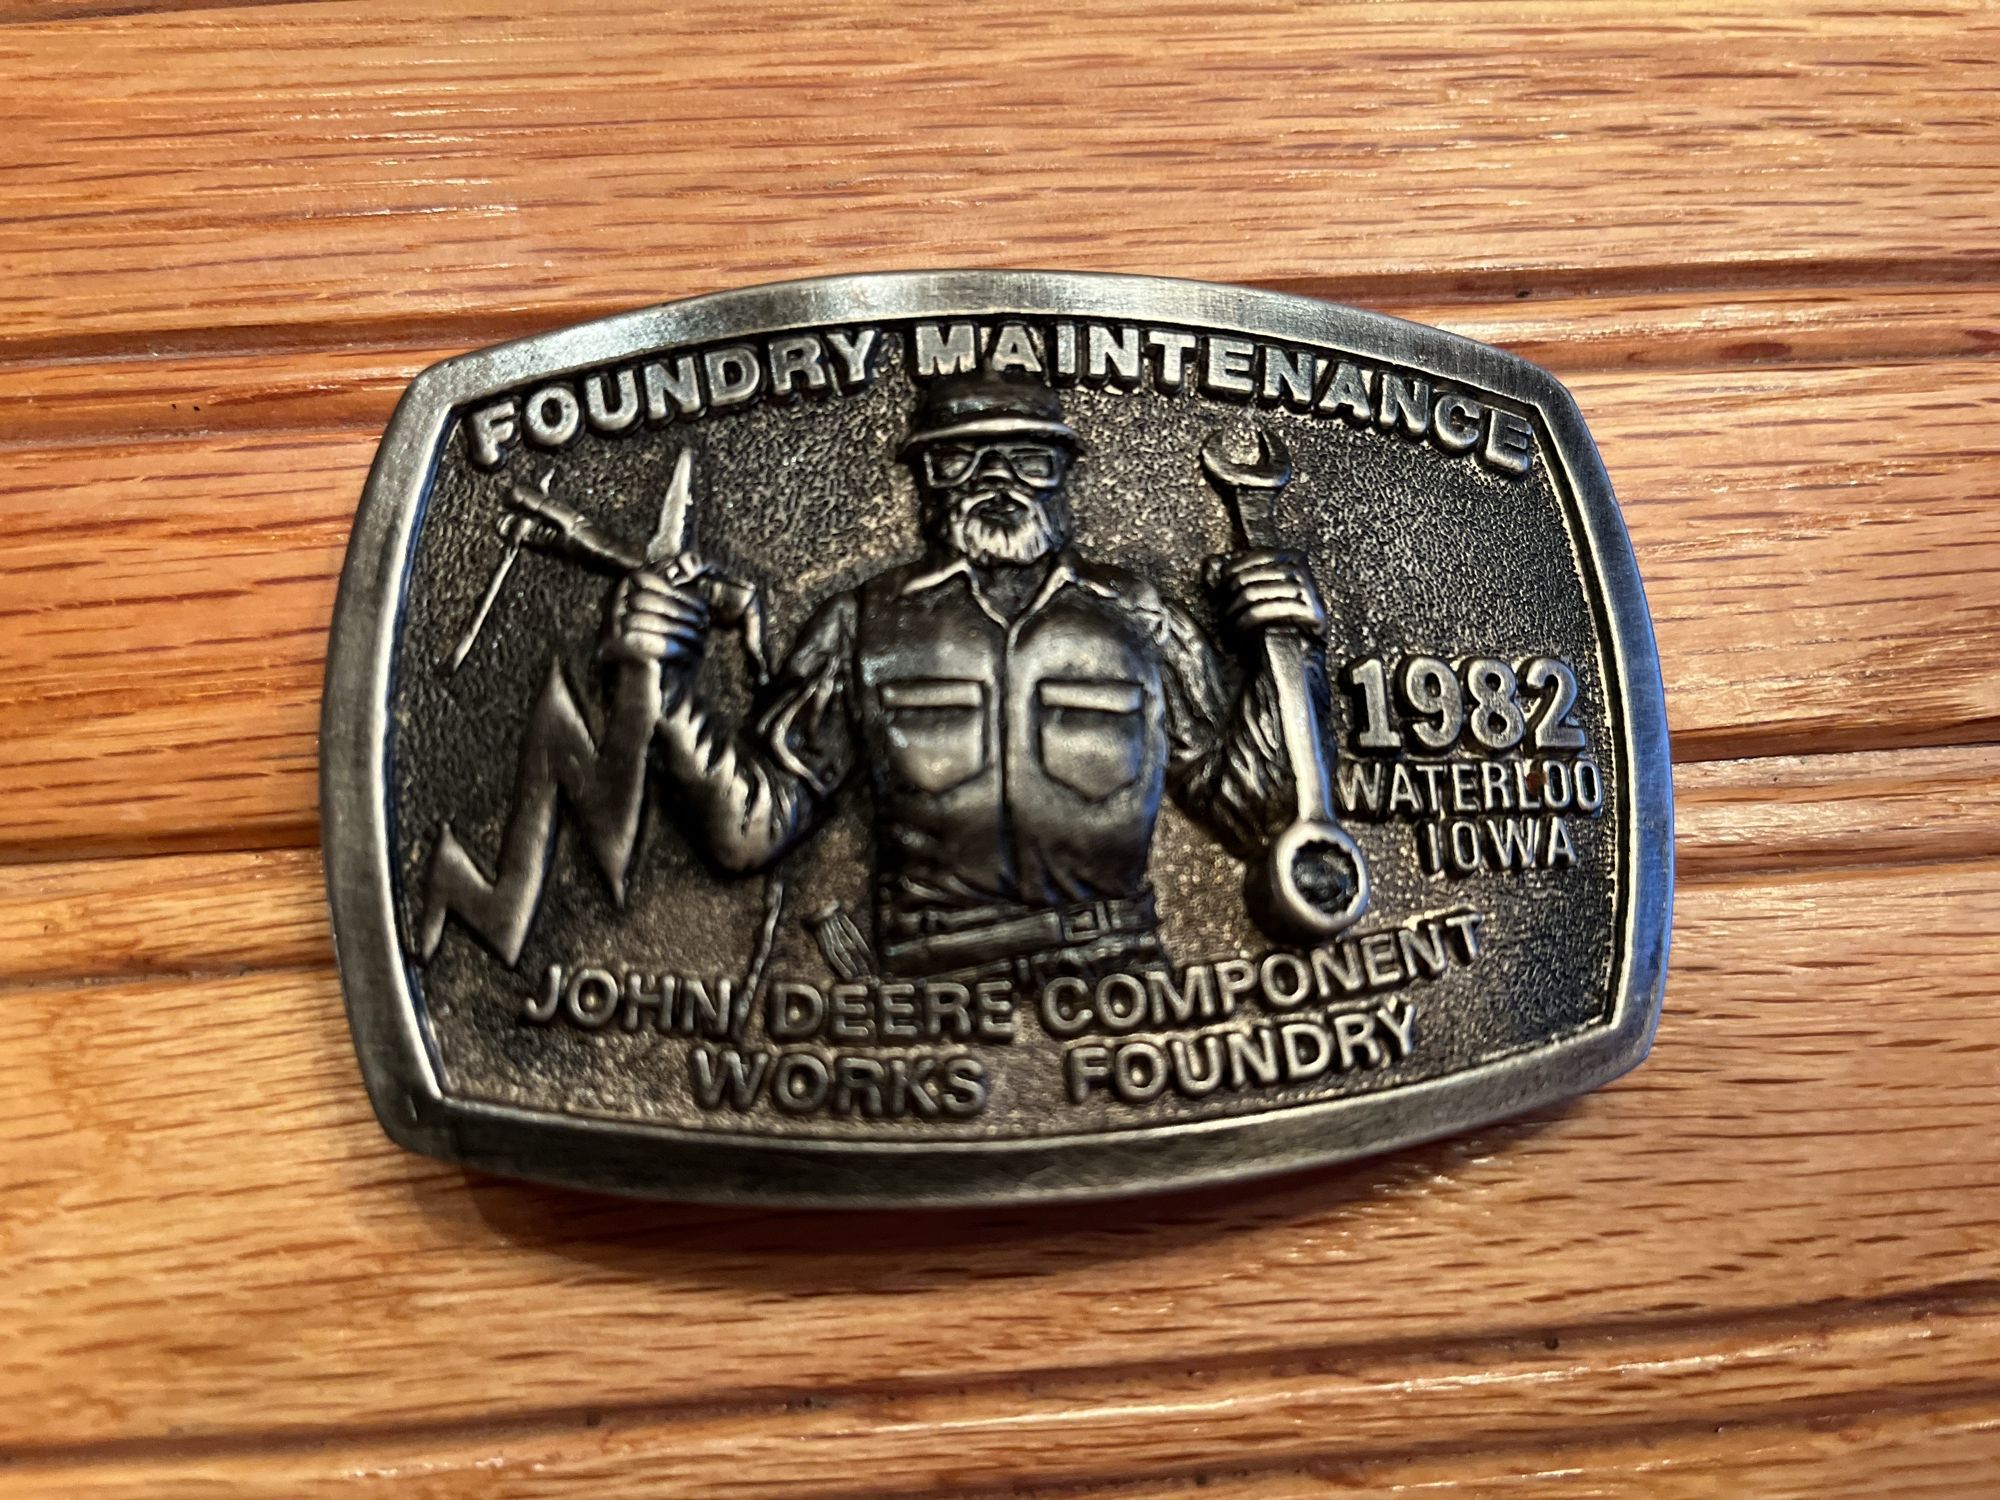 FOUNDRY MAINTENANCE
1982
WATERLOO
IOWA
JOHN DEERE COMPONENT
WORKS FOUNDRY